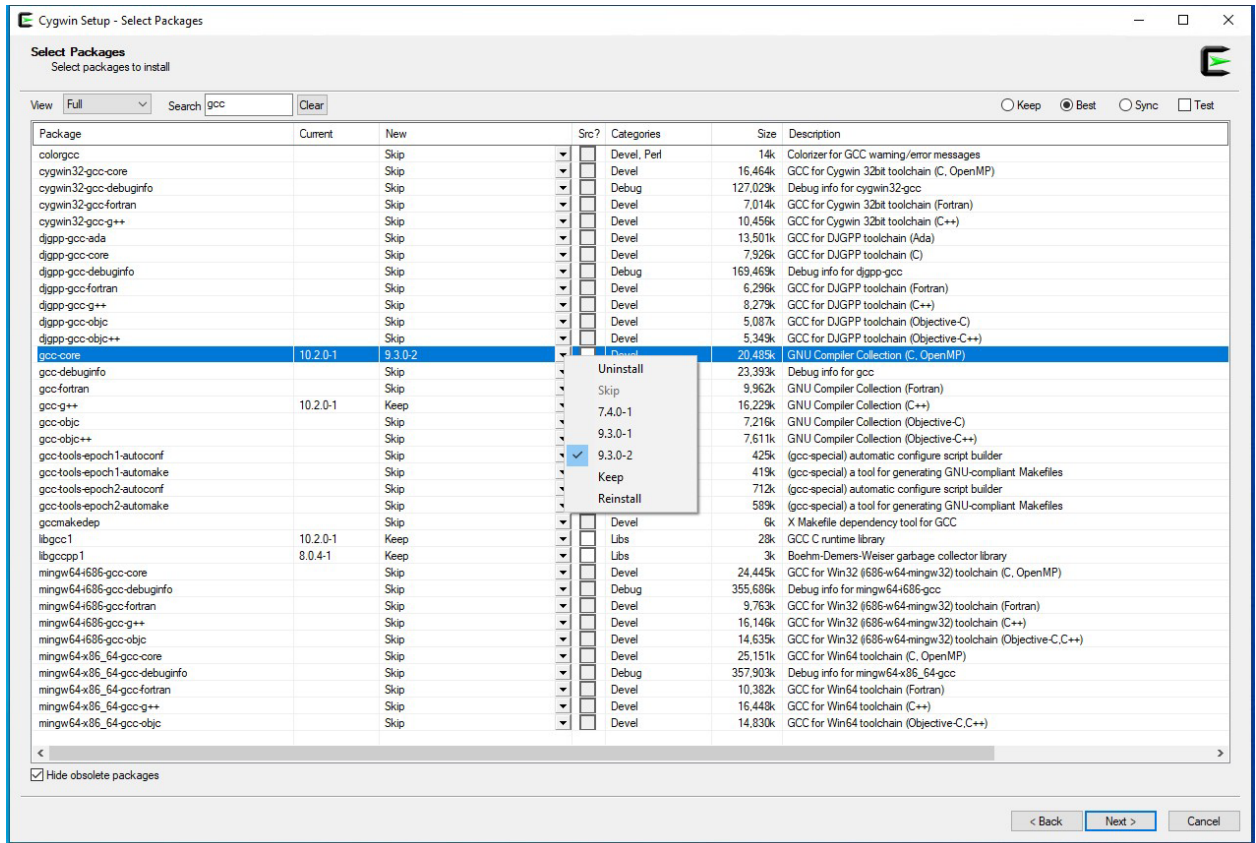 Cygwin Setup - Select Packages
Select Packages
Select packages to install
View Full Search gcc Clear Keep Best Sync Test
Package Current New Src? Categories Size Description
colorgcc Skip Devel, Perl 14k Colorizer for GCC warning/error messages
cygwin32-gcc-core Skip Devel 16,464k GCC for Cygwin 32bit toolchain (C, OpenMP)
cygwin32-gcc-debuginfo Skip Debug 127,029k Debug info for cygwin32-gcc
cygwin32-gcc-fortran Skip Devel 7,014k GCC for Cygwin 32bit toolchain (Fortran)
cygwin32-gcc-g++ Skip Devel 10,456k GCC for Cygwin 32bit toolchain (C++)
djgpp-gcc-ada Skip Devel 13,501k GCC for DJGPP toolchain (Ada)
djgpp-gcc-core Skip Devel 7,926k GCC for DJGPP toolchain (C)
djgpp-gcc-debuginfo Skip Debug 169,469k Debug info for djgpp-gcc
djgpp-gcc-fortran Skip Devel 6,296k GCC for DJGPP toolchain (Fortran)
djgpp-gcc-g++ Skip Devel 8,279k GCC for DJGPP toolchain (C++)
djgpp-gcc-objc Skip Devel 5,087k GCC for DJGPP toolchain (Objective-C)
djgpp-gcc-objc++ Skip Devel 5,349k GCC for DJGPP toolchain (Objective-C++)
gcc-core 10.2.0-1 9.3.0-2 Devel 20,485k GNU Compiler Collection (C, OpenMP)
gcc-debuginfo Skip Uninstall 23,393k Debug info for gcc
gcc-fortran Skip Skip 9,962k GNU Compiler Collection (Fortran)
gcc-g++ 10.2.0-1 Keep 7.4.0-1 16,229k GNU Compiler Collection (C++)
gcc-objc Skip 9.3.0-1 7,216k GNU Compiler Collection (Objective-C)
gcc-objc++ Skip 7,611k GNU Compiler Collection (Objective-C++)
gcc-tools-epoch1-autoconf Skip 9.3.0-2 425k (gcc-special) automatic configure script builder
gcc-tools-epoch1-automake Skip Keep 419k (gcc-special) a tool for generating GNU-compliant Makefiles
gcc-tools-epoch2-autoconf Skip Reinstall 712k (gcc-special) automatic configure script builder
gcc-tools-epoch2-automake Skip 589k (gcc-special) a tool for generating GNU-compliant Makefiles
gccmakedep Skip Devel 6k X Makefile dependency tool for GCC
libgcc1 10.2.0-1 Keep Libs 28k GCC C runtime library
libgccpp1 8.0.4-1 Keep Libs 3k Boehm-Demers-Weiser garbage collector library
mingw64-i686-gcc-core Skip Devel 24,445k GCC for Win32 (i686-w64-mingw32) toolchain (C, OpenMP)
mingw64-i686-gcc-debuginfo Skip Debug 355,686k Debug info for mingw64-i686-gcc
mingw64-i686-gcc-fortran Skip Devel 9,763k GCC for Win32 (i686-w64-mingw32) toolchain (Fortran)
mingw64-i686-gcc-g++ Skip Devel 16,146k GCC for Win32 (i686-w64-mingw32) toolchain (C++)
mingw64-i686-gcc-objc Skip Devel 14,635k GCC for Win32 (i686-w64-mingw32) toolchain (Objective-C,C++)
mingw64-x86_64-gcc-core Skip Devel 25,151k GCC for Win64 toolchain (C, OpenMP)
mingw64-x86_64-gcc-debuginfo Skip Debug 357,903k Debug info for mingw64-x86_64-gcc
mingw64-x86_64-gcc-fortran Skip Devel 10,382k GCC for Win64 toolchain (Fortran)
mingw64-x86_64-gcc-g++ Skip Devel 16,448k GCC for Win64 toolchain (C++)
mingw64-x86_64-gcc-objc Skip Devel 14,830k GCC for Win64 toolchain (Objective-C,C++)
Hide obsolete packages
< Back Next > Cancel